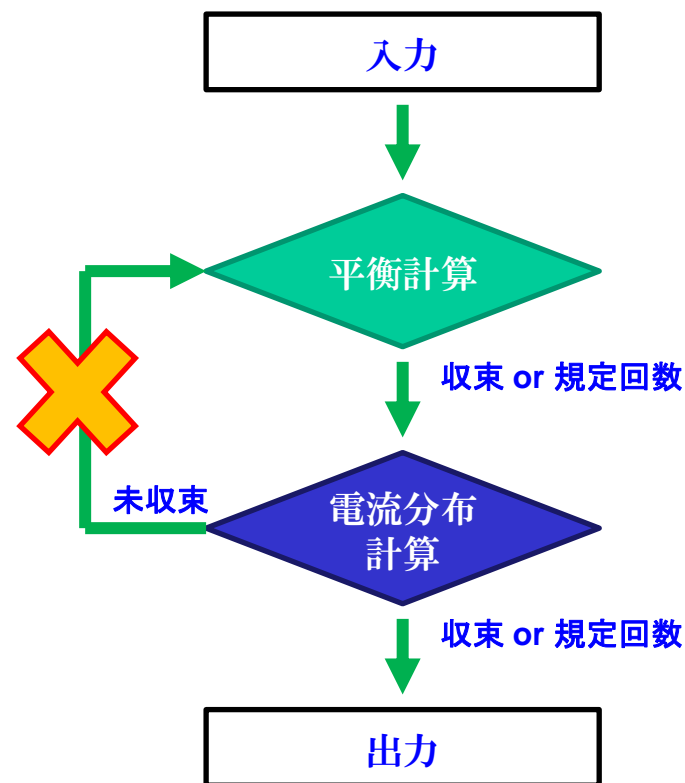 入力
平衡計算
収束 or 規定回数
未収束
電流分布
計算
収束 or 規定回数
出力